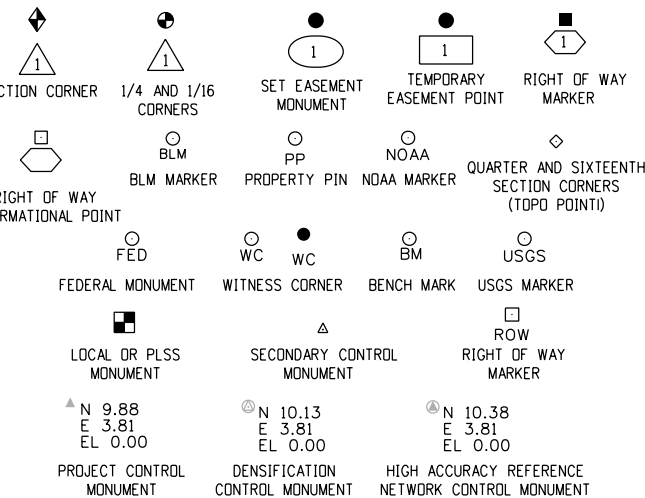 1
1
1
1
1
CTION CORNER
1/4 AND 1/16
CORNERS
SET EASEMENT
MONUMENT
TEMPORARY
EASEMENT POINT
RIGHT OF WAY
MARKER
RIGHT OF WAY
RMATIONAL POINT
BLM
BLM MARKER
PP
PROPERTY PIN
NOAA
NOAA MARKER
QUARTER AND SIXTEENTH
SECTION CORNERS
(TOPO POINT1)
FED
FEDERAL MONUMENT
WC WC
WITNESS CORNER
BM
BENCH MARK
USGS
USGS MARKER
LOCAL OR PLSS
MONUMENT
SECONDARY CONTROL
MONUMENT
ROW
RIGHT OF WAY
MARKER
N 9.88
E 3.81
EL 0.00
PROJECT CONTROL
MONUMENT
N 10.13
E 3.81
EL 0.00
DENSIFICATION
CONTROL MONUMENT
N 10.38
E 3.81
EL 0.00
HIGH ACCURACY REFERENCE
NETWORK CONTROL MONUMENT